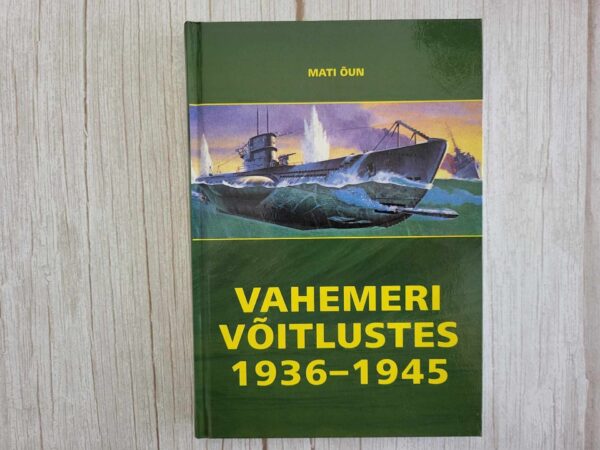 MATI ÕUN
VAHEMERI
VÕITLUSTES
1936–1945